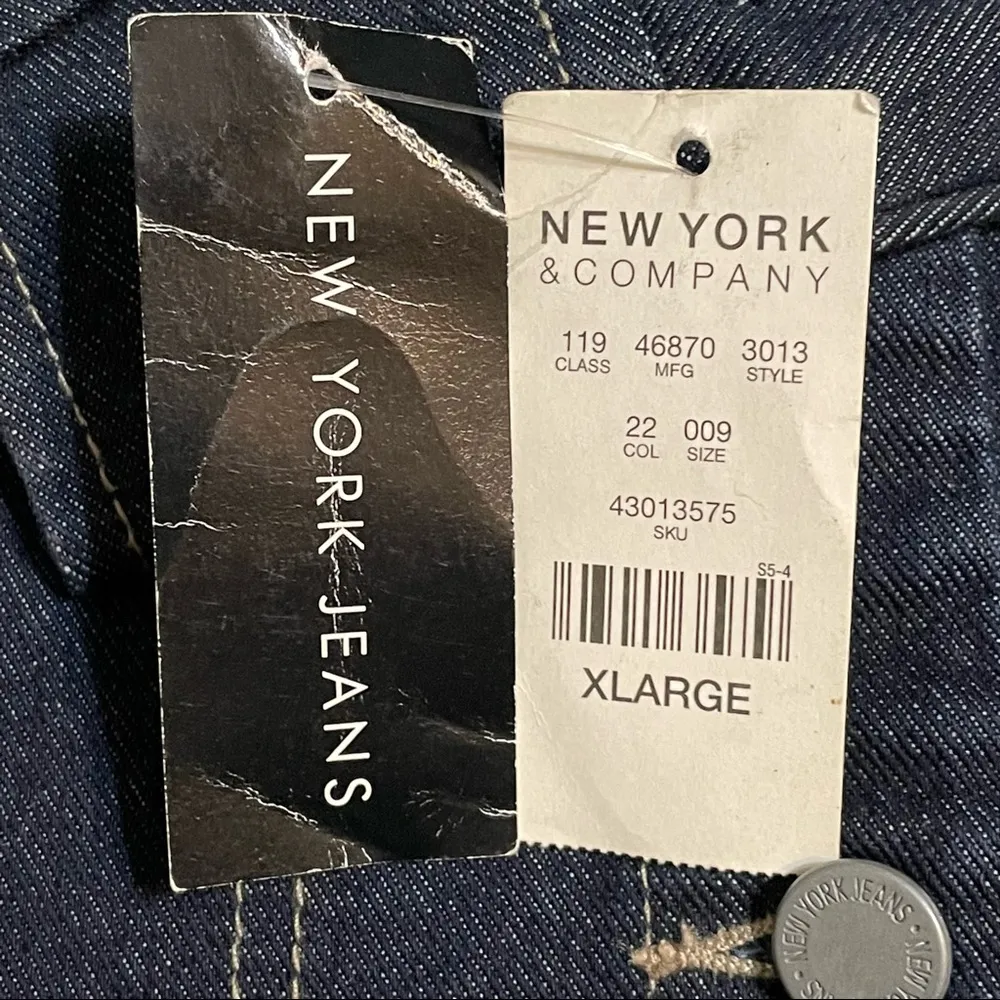 NEW YORK JEANS
NEW YORK
& COMPANY
119 46870 3013
CLASS MFG STYLE
22 009
COL SIZE
43013575
SKU
S5-4
XLARGE
NEW YORK JEANS • NEW